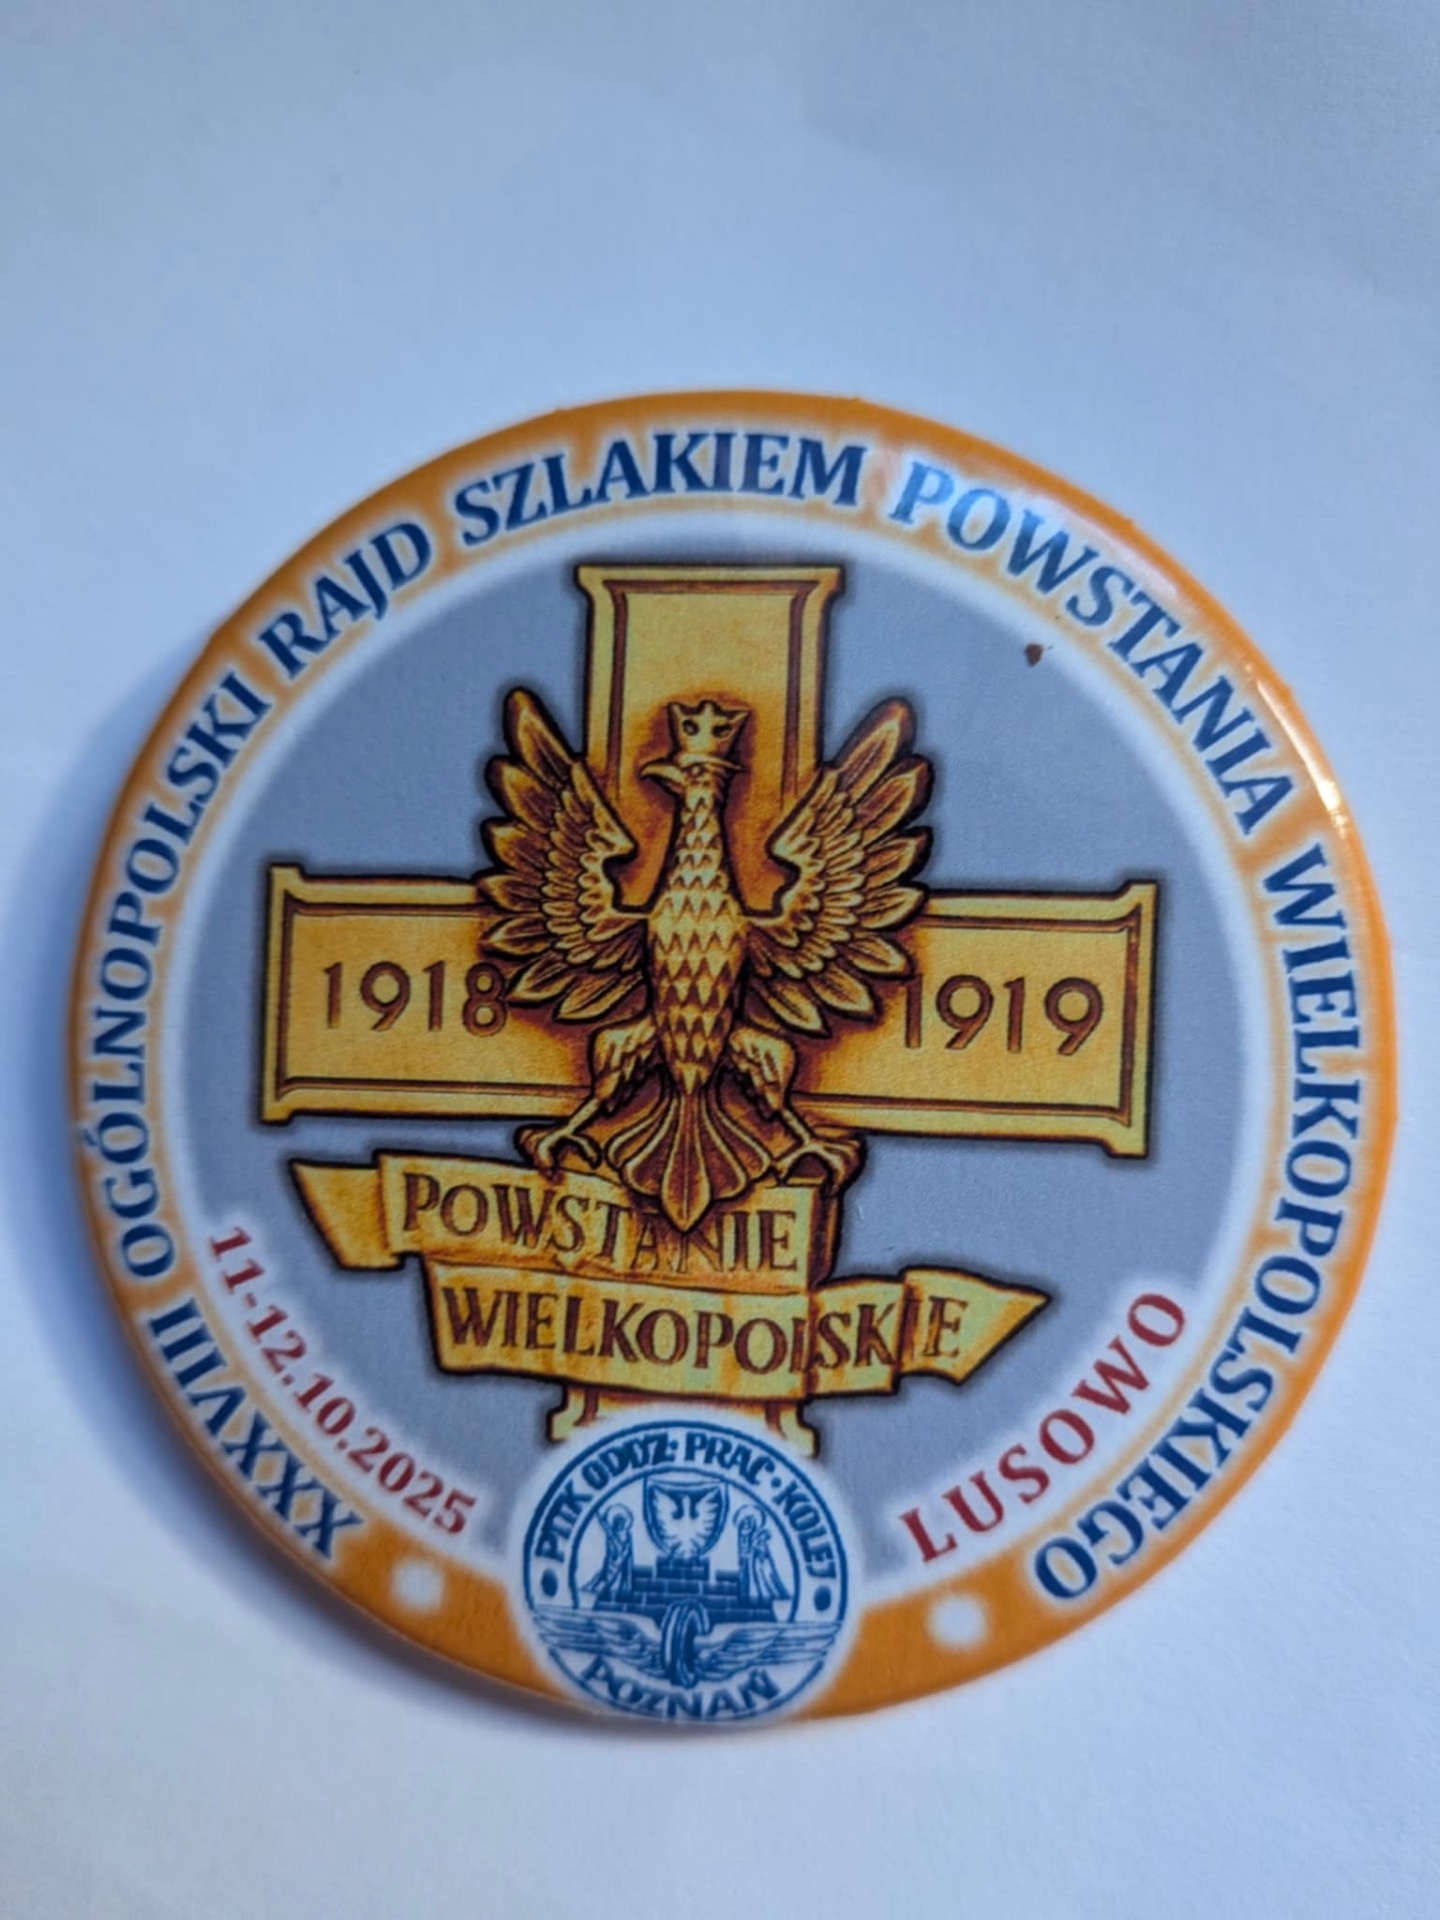 XXXVIII OGÓLNOPOLSKI RAJD SZLAKIEM POWSTANIA WIELKOPOLSKIEGO
1918 1919
POWSTANIE
WIELKOPOLSKIE
11-12.10.2025
LUSOWO
PTTK ODDZ. PRAC. KOLEJ
POZNAŃ